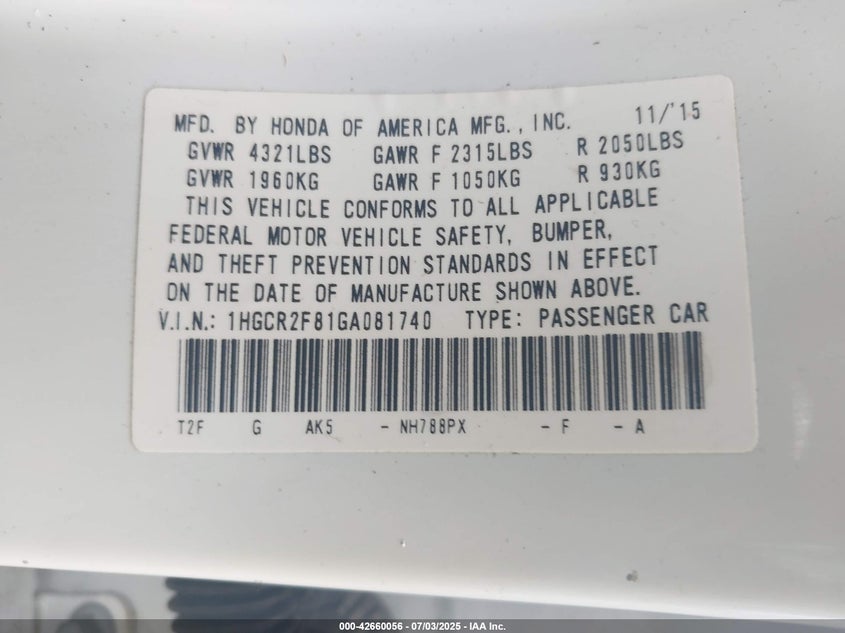 MFD. BY HONDA OF AMERICA MFG., INC. 11/'15
GVWR 4321LBS GAWR F 2315LBS R 2050LBS
GVWR 1960KG GAWR F 1050KG R 930KG
THIS VEHICLE CONFORMS TO ALL APPLICABLE
FEDERAL MOTOR VEHICLE SAFETY, BUMPER,
AND THEFT PREVENTION STANDARDS IN EFFECT
ON THE DATE OF MANUFACTURE SHOWN ABOVE.
V.I.N.: 1HGCR2F81GA081740 TYPE: PASSENGER CAR
T2F G AK5 - NH788PX - F - A
000-42660056 - 07/03/2025 - IAA Inc.